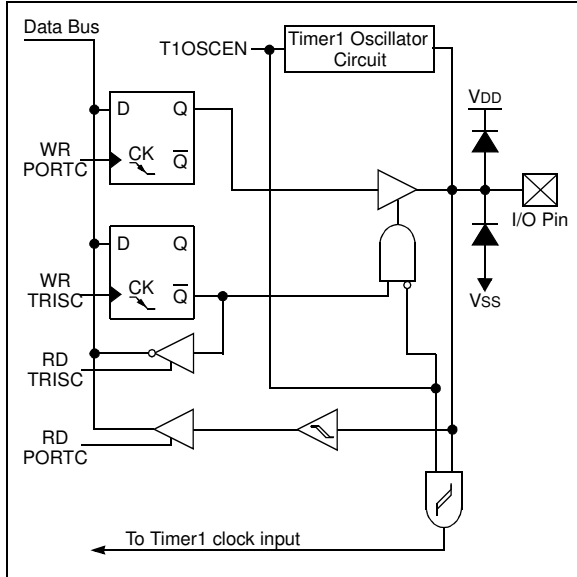 Data Bus
T1OSCEN
Timer1 Oscillator
Circuit
VDD
D
Q
CK
Q
WR
PORTC
I/O Pin
D
Q
CK
Q
WR
TRISC
VSS
RD
TRISC
RD
PORTC
To Timer1 clock input